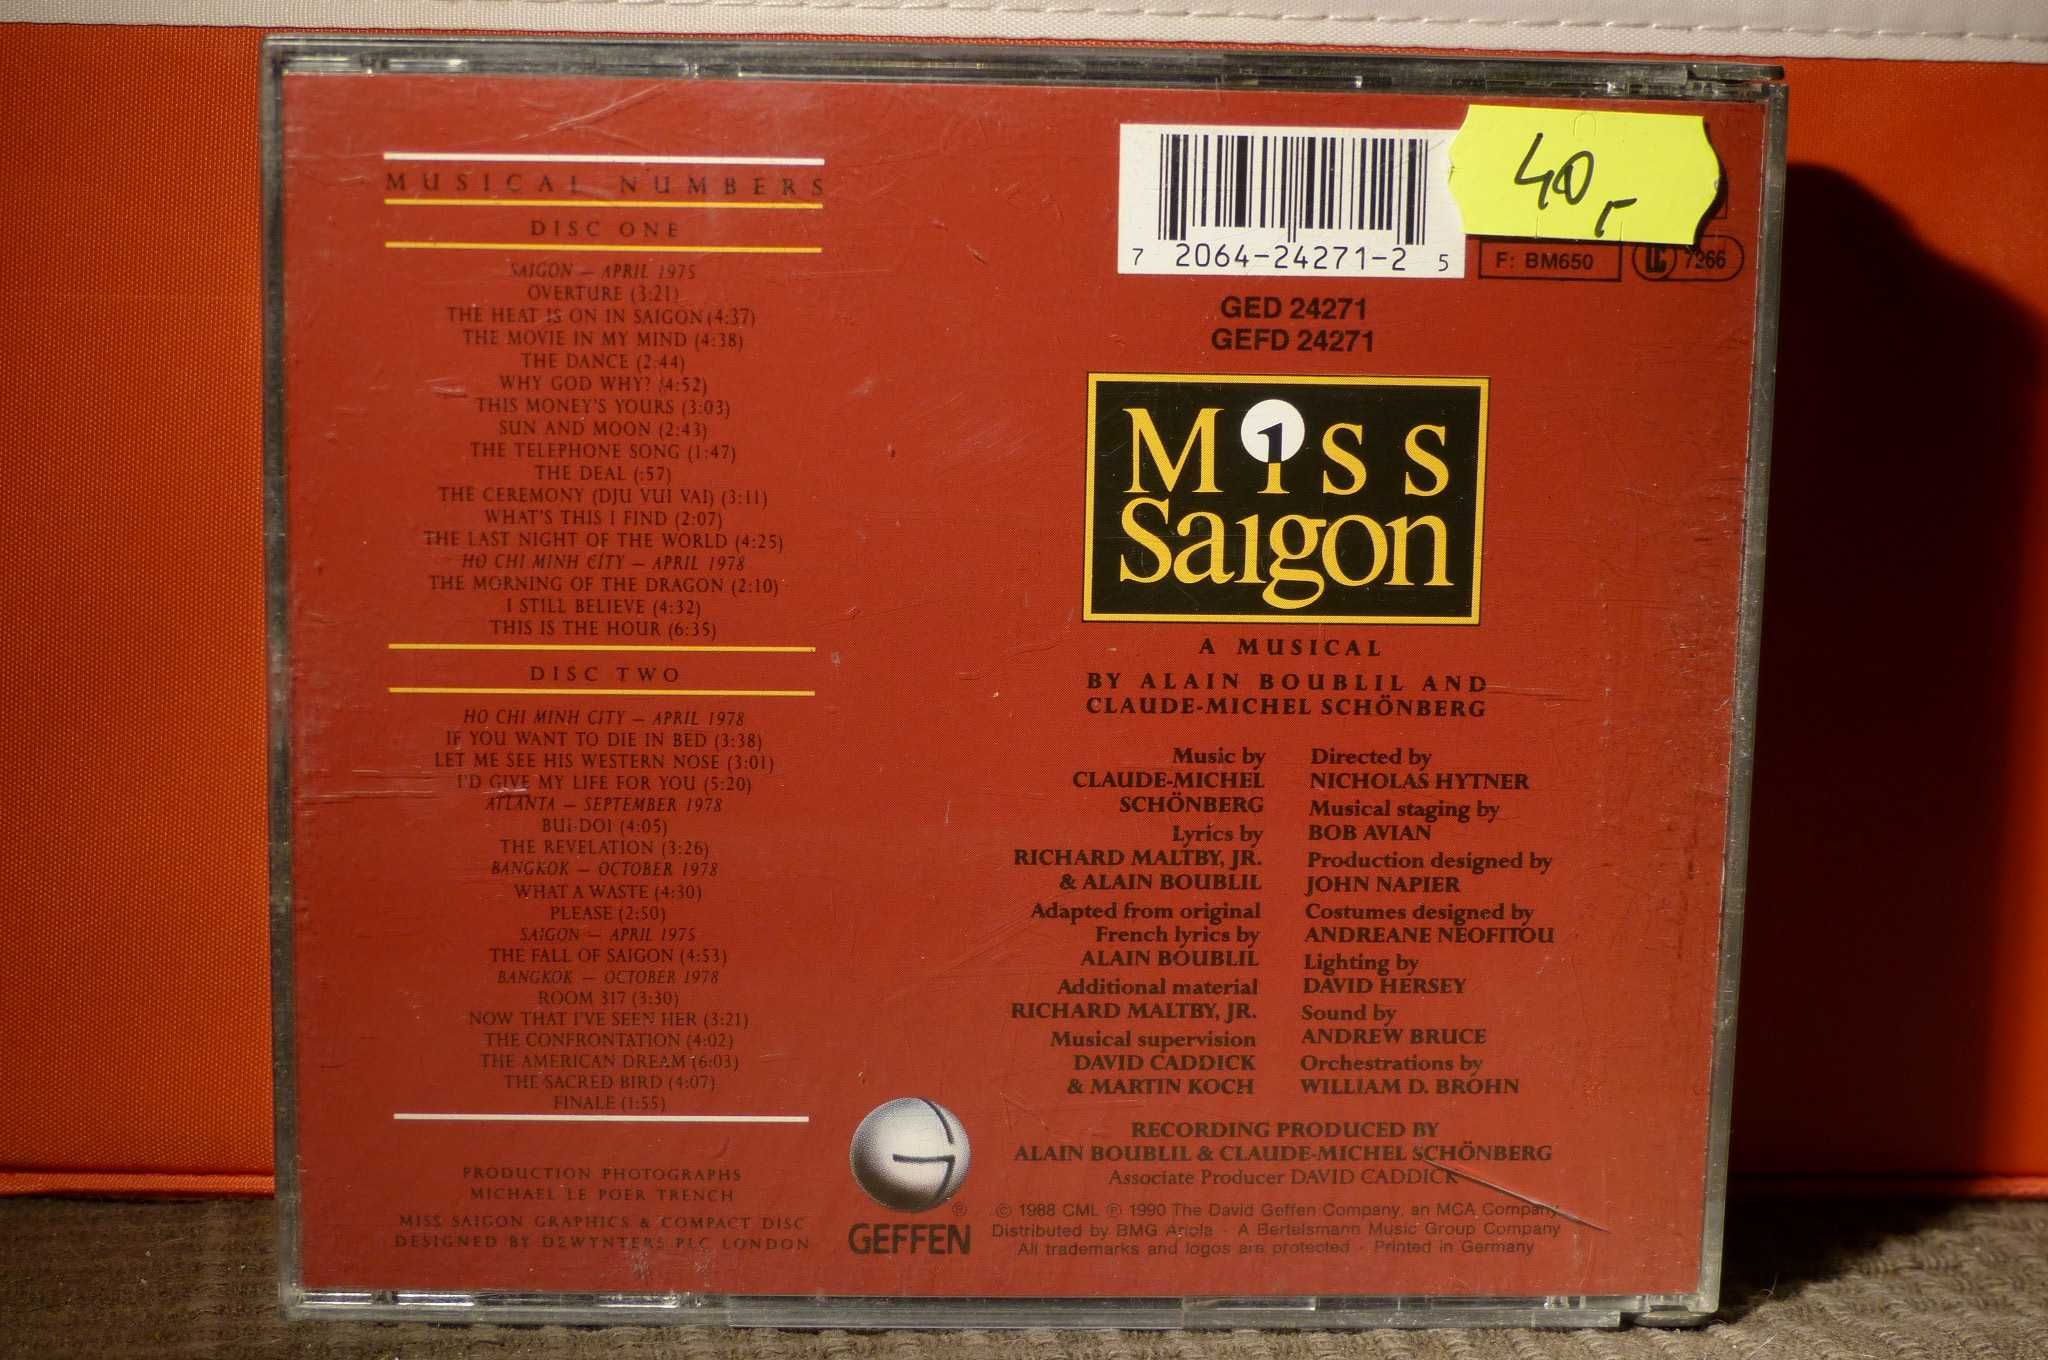 MUSICAL NUMBERS
DISC ONE
SAIGON — APRIL 1975
OVERTURE (3:21)
THE HEAT IS ON IN SAIGON (4:37)
THE MOVIE IN MY MIND (4:38)
THE DANCE (2:44)
WHY GOD WHY? (4:52)
THIS MONEY'S YOURS (3:03)
SUN AND MOON (2:43)
THE TELEPHONE SONG (1:47)
THE DEAL (:57)
THE CEREMONY (DJU VUI VAI) (3:11)
WHAT'S THIS I FIND (2:07)
THE LAST NIGHT OF THE WORLD (4:25)
HO CHI MINH CITY — APRIL 1978
THE MORNING OF THE DRAGON (2:10)
I STILL BELIEVE (4:32)
THIS IS THE HOUR (6:35)
DISC TWO
HO CHI MINH CITY — APRIL 1978
IF YOU WANT TO DIE IN BED (3:38)
LET ME SEE HIS WESTERN NOSE (3:01)
I'D GIVE MY LIFE FOR YOU (5:20)
ATLANTA — SEPTEMBER 1978
BUI-DOI (4:05)
THE REVELATION (3:26)
BANGKOK — OCTOBER 1978
WHAT A WASTE (4:30)
PLEASE (2:50)
SAIGON — APRIL 1975
THE FALL OF SAIGON (4:53)
BANGKOK — OCTOBER 1978
ROOM 317 (3:30)
NOW THAT I'VE SEEN HER (3:21)
THE CONFRONTATION (4:02)
THE AMERICAN DREAM (6:03)
THE SACRED BIRD (4:07)
FINALE (1:55)
PRODUCTION PHOTOGRAPHS
MICHAEL LE POER TRENCH
MISS SAIGON GRAPHICS & COMPACT DISC
DESIGNED BY DEWYNTERS PLC LONDON
GEFFEN ®
40,-
7 2064-24271-2 5
F: BM650
LC 7266
GED 24271
GEFD 24271
Miss
Saigon
A MUSICAL
BY ALAIN BOUBLIL AND
CLAUDE-MICHEL SCHÖNBERG
Music by
CLAUDE-MICHEL
SCHÖNBERG
Lyrics by
RICHARD MALTBY, JR.
& ALAIN BOUBLIL
Adapted from original
French lyrics by
ALAIN BOUBLIL
Additional material
RICHARD MALTBY, JR.
Musical supervision
DAVID CADDICK
& MARTIN KOCH
Directed by
NICHOLAS HYTNER
Musical staging by
BOB AVIAN
Production designed by
JOHN NAPIER
Costumes designed by
ANDREANE NEOFITOU
Lighting by
DAVID HERSEY
Sound by
ANDREW BRUCE
Orchestrations by
WILLIAM D. BROHN
RECORDING PRODUCED BY
ALAIN BOUBLIL & CLAUDE-MICHEL SCHÖNBERG
Associate Producer DAVID CADDICK
© 1988 CML ℗ 1990 The David Geffen Company, an MCA Company
Distributed by BMG Ariola · A Bertelsmann Music Group Company
All trademarks and logos are protected · Printed in Germany